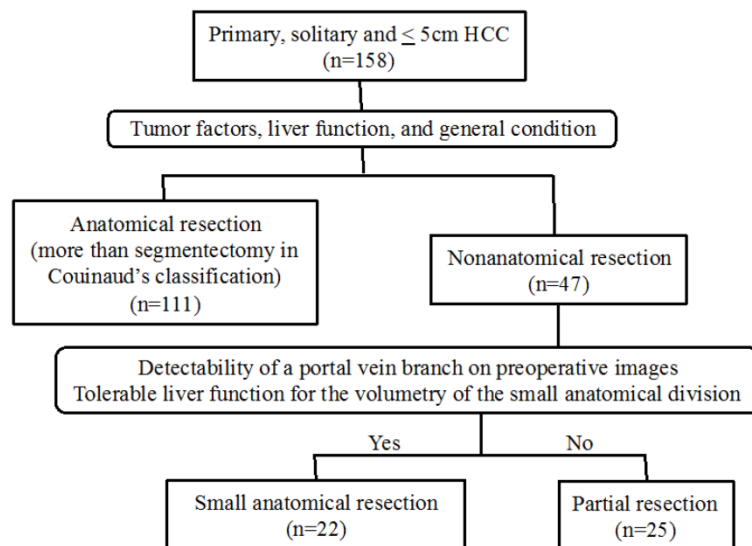 Primary, solitary and ≤ 5cm HCC
(n=158)
Tumor factors, liver function, and general condition
Anatomical resection
(more than segmentectomy in
Couinaud's classification)
(n=111)
Nonanatomical resection
(n=47)
Detectability of a portal vein branch on preoperative images
Tolerable liver function for the volumetry of the small anatomical division
Yes
No
Small anatomical resection
(n=22)
Partial resection
(n=25)